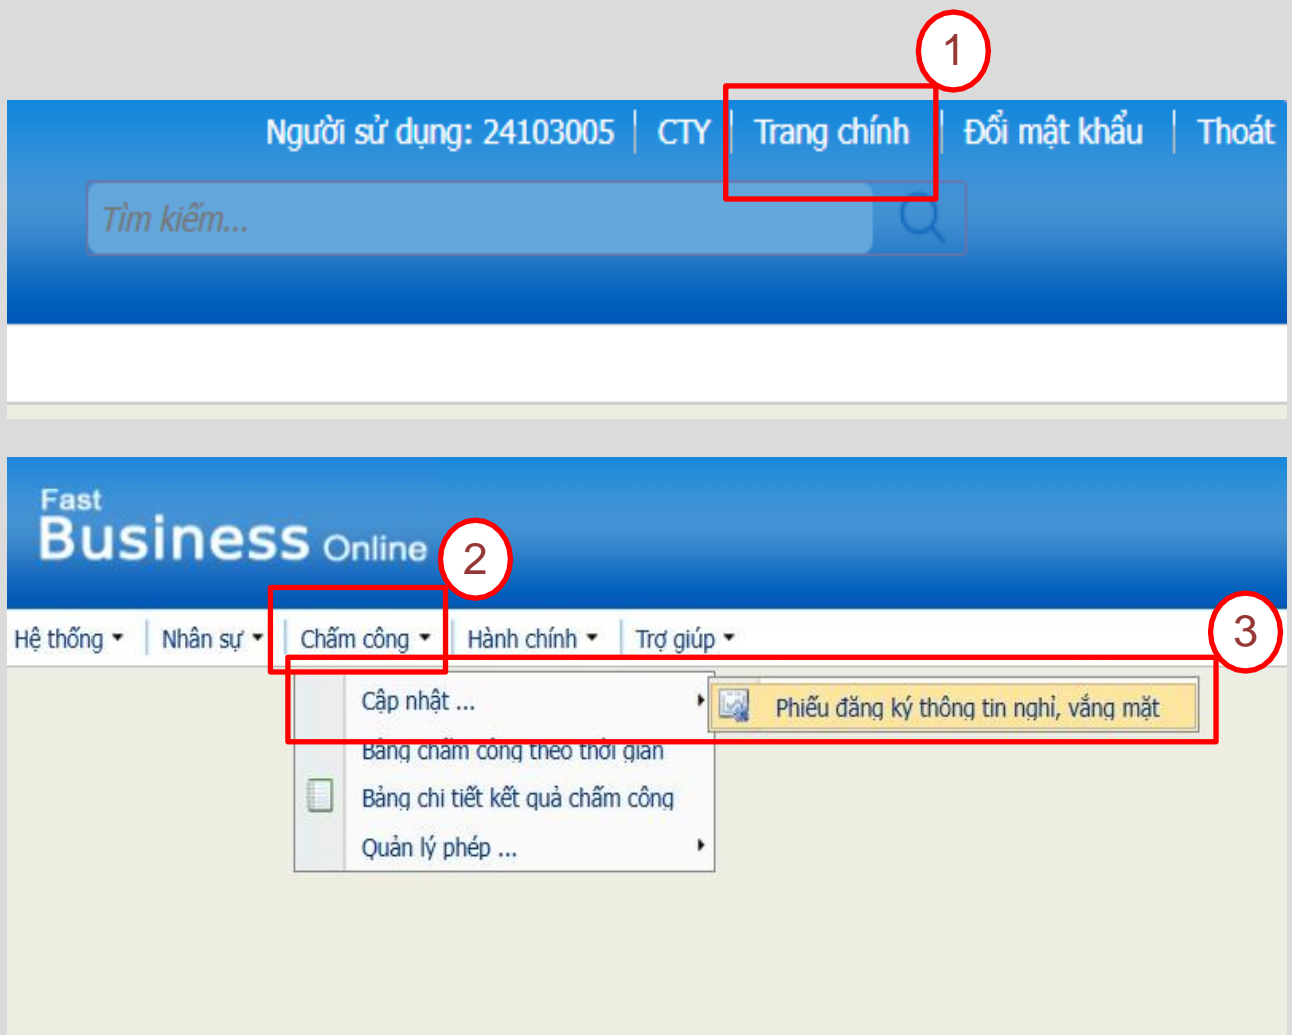 1
Người sử dụng: 24103005 | CTY | Trang chính | Đổi mật khẩu | Thoát
Tìm kiếm...
Fast
Business Online
2
Hệ thống Nhân sự Chấm công Hành chính Trợ giúp
3
Cập nhật ...
Phiếu đăng ký thông tin nghỉ, vắng mặt
Bảng chấm công theo thời gian
Bảng chi tiết kết quả chấm công
Quản lý phép ...